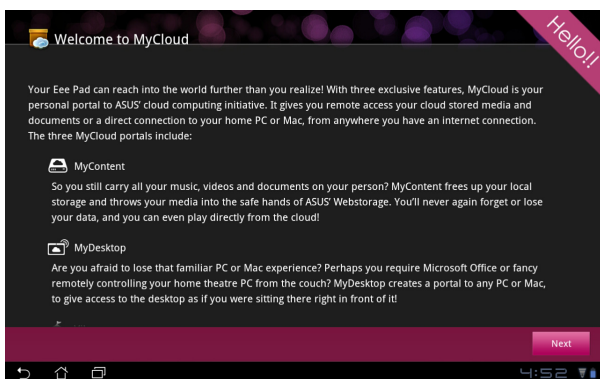 Welcome to MyCloud
Hello!!
Your Eee Pad can reach into the world further than you realize! With three exclusive features, MyCloud is your
personal portal to ASUS' cloud computing initiative. It gives you remote access your cloud stored media and
documents or a direct connection to your home PC or Mac, from anywhere you have an internet connection.
The three MyCloud portals include:
MyContent
So you still carry all your music, videos and documents on your person? MyContent frees up your local
storage and throws your media into the safe hands of ASUS' Webstorage. You'll never again forget or lose
your data, and you can even play directly from the cloud!
MyDesktop
Are you afraid to lose that familiar PC or Mac experience? Perhaps you require Microsoft Office or fancy
remotely controlling your home theatre PC from the couch? MyDesktop creates a portal to any PC or Mac,
to give access to the desktop as if you were sitting there right in front of it!
Next
4:52